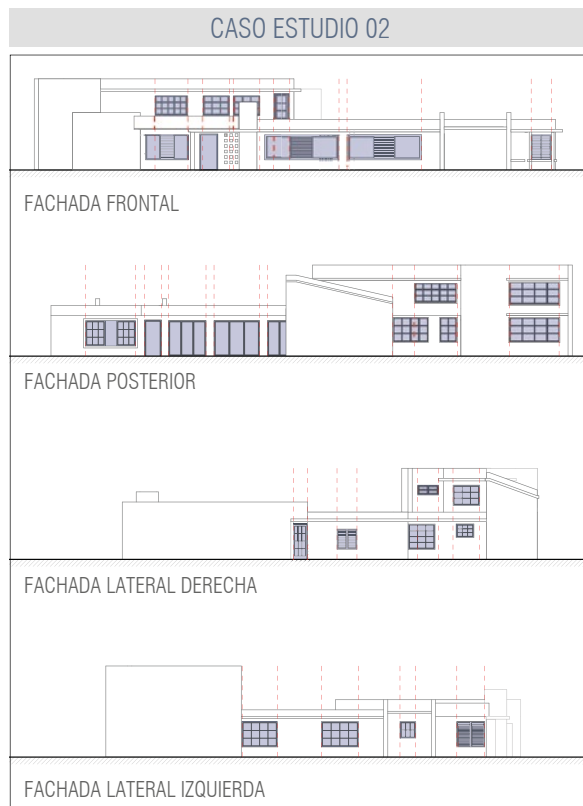 CASO ESTUDIO 02
FACHADA FRONTAL
FACHADA POSTERIOR
FACHADA LATERAL DERECHA
FACHADA LATERAL IZQUIERDA